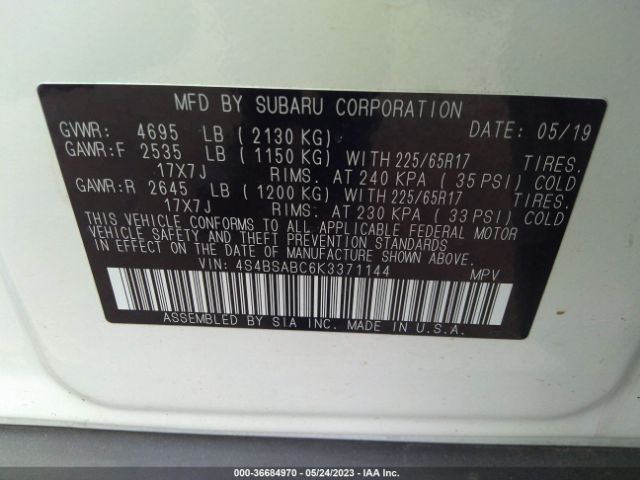 MFD BY SUBARU CORPORATION
GVWR: 4695 LB (2130 KG) DATE: 05/19
GAWR:F 2535 LB (1150 KG) WITH 225/65R17 TIRES.
17X7J RIMS. AT 240 KPA (35 PSI) COLD
GAWR:R 2645 LB (1200 KG) WITH 225/65R17 TIRES.
17X7J RIMS. AT 230 KPA (33 PSI) COLD
THIS VEHICLE CONFORMS TO ALL APPLICABLE FEDERAL MOTOR
VEHICLE SAFETY AND THEFT PREVENTION STANDARDS
IN EFFECT ON THE DATE OF MANUFACTURE SHOWN ABOVE.
VIN: 4S4BSABC6K3371144 MPV
ASSEMBLED BY SIA INC. MADE IN U.S.A.
000-36684970 - 05/24/2023 - IAA Inc.